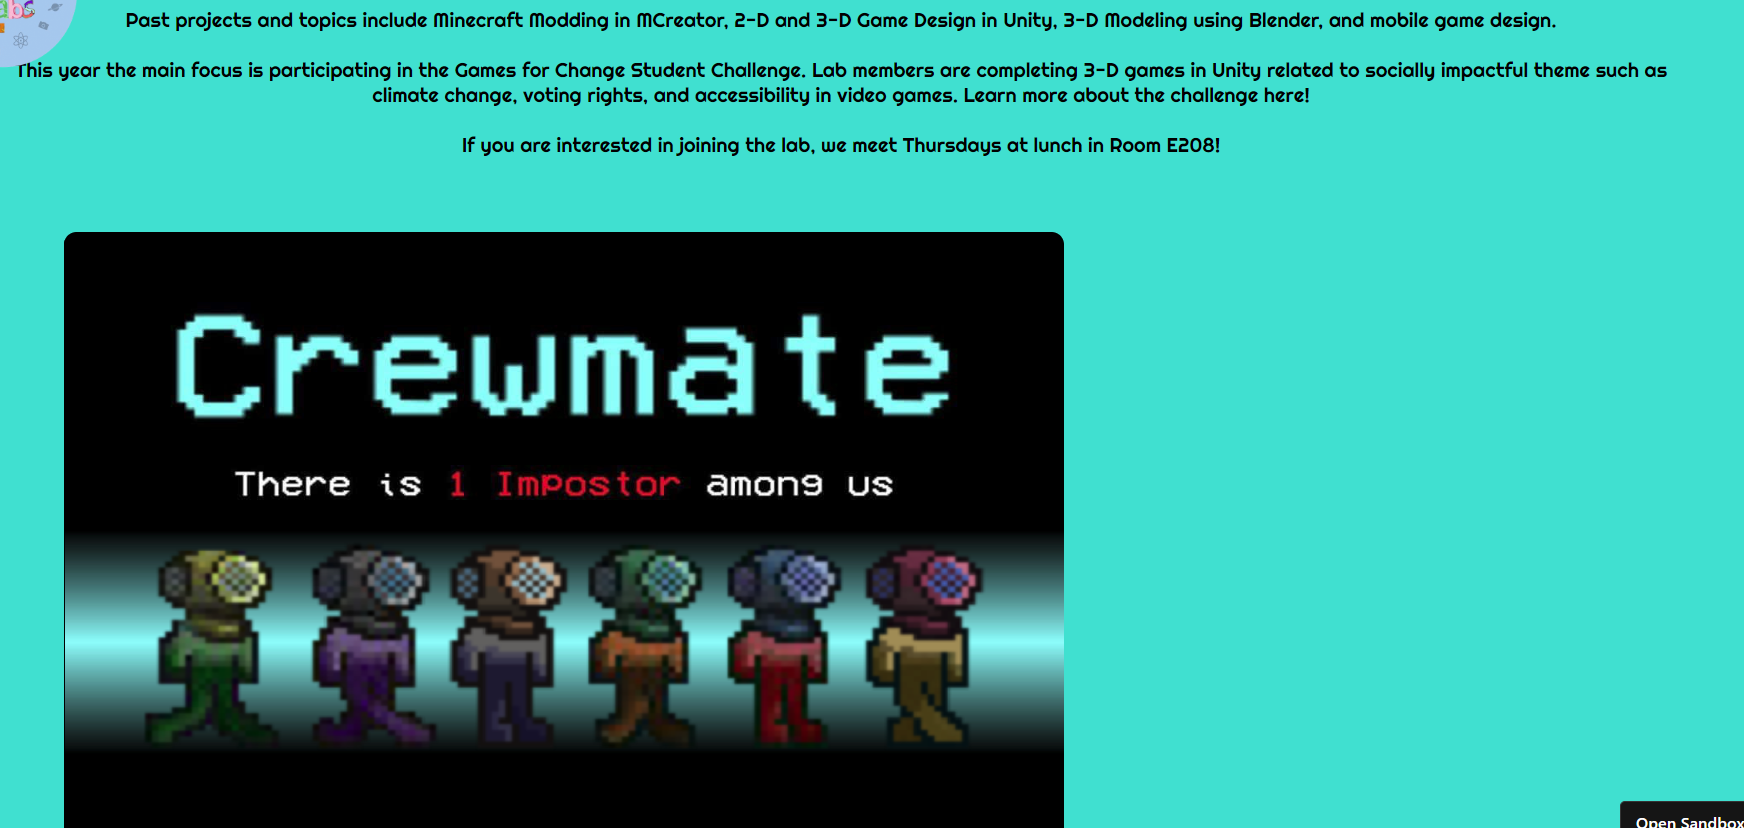 Past projects and topics include Minecraft Modding in MCreator, 2-D and 3-D Game Design in Unity, 3-D Modeling using Blender, and mobile game design.
This year the main focus is participating in the Games for Change Student Challenge. Lab members are completing 3-D games in Unity related to socially impactful theme such as
climate change, voting rights, and accessibility in video games. Learn more about the challenge here!
If you are interested in joining the lab, we meet Thursdays at lunch in Room E208!
Crewmate
There is 1 Impostor among us
Open Sandbox